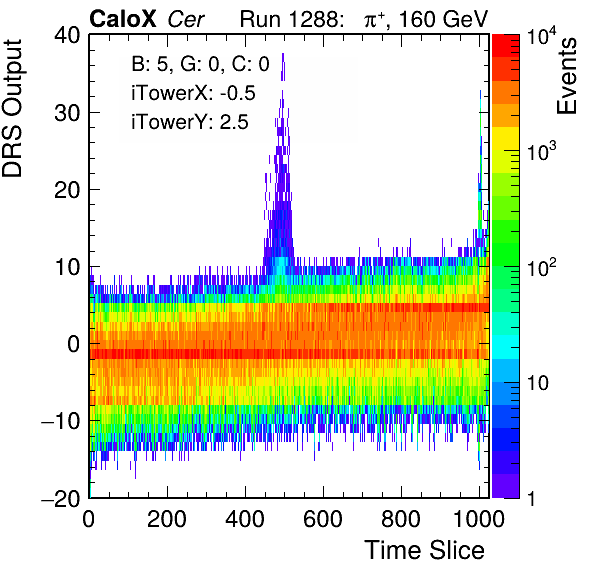 CaloX Cer Run 1288: π⁺, 160 GeV
DRS Output
Events
B: 5, G: 0, C: 0
iTowerX: -0.5
iTowerY: 2.5
40
30
20
10
0
−10
−20
0 200 400 600 800 1000
Time Slice
10⁴
10³
10²
10
1